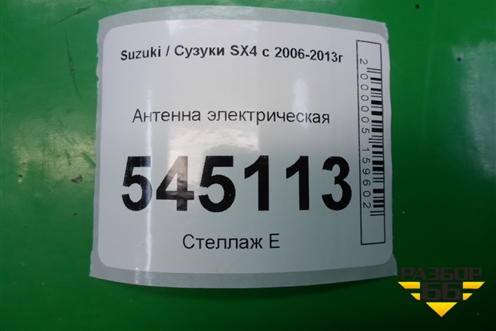 Suzuki / Сузуки SX4 с 2006-2013г
Антенна электрическая
545113
Стеллаж Е
2000005159602
РАЗБОР
66